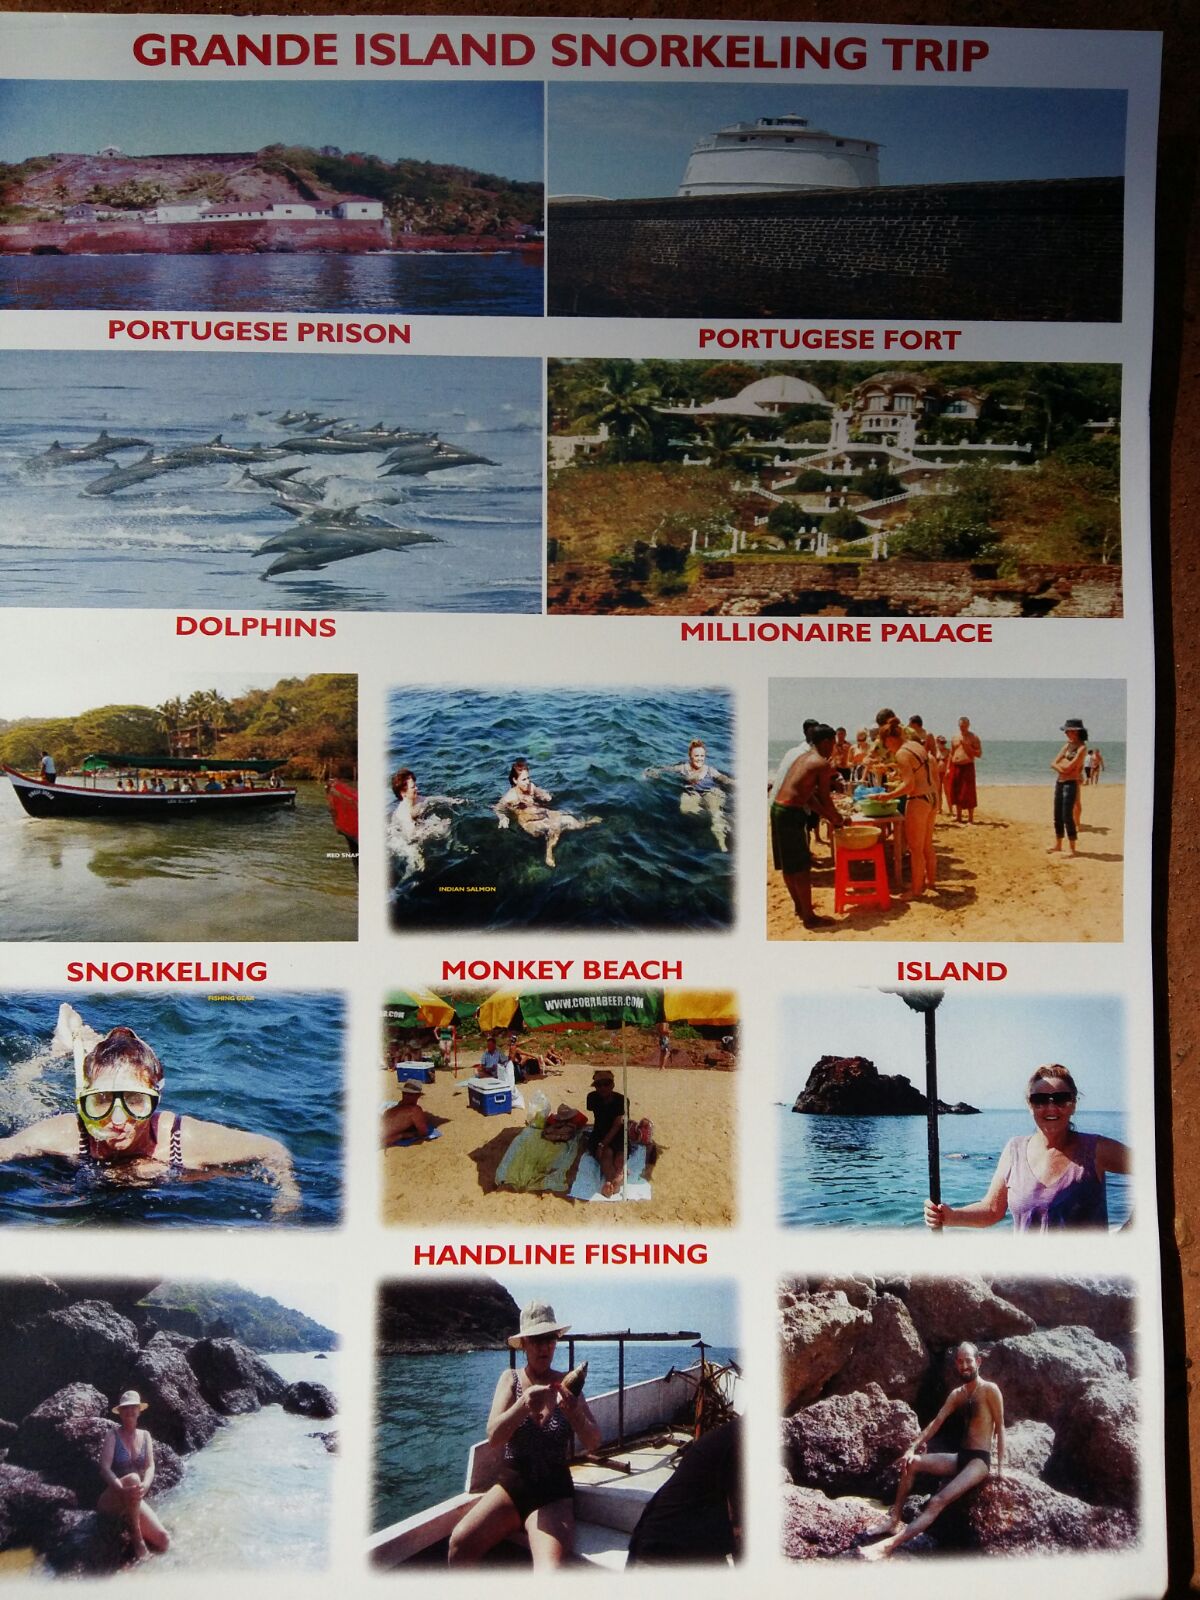 GRANDE ISLAND SNORKELING TRIP
PORTUGESE PRISON
PORTUGESE FORT
DOLPHINS
MILLIONAIRE PALACE
RED SNAP
INDIAN SALMON
SNORKELING
MONKEY BEACH
ISLAND
FISHING GEAR
WWW.COBRABEER.COM
R.COM
HANDLINE FISHING